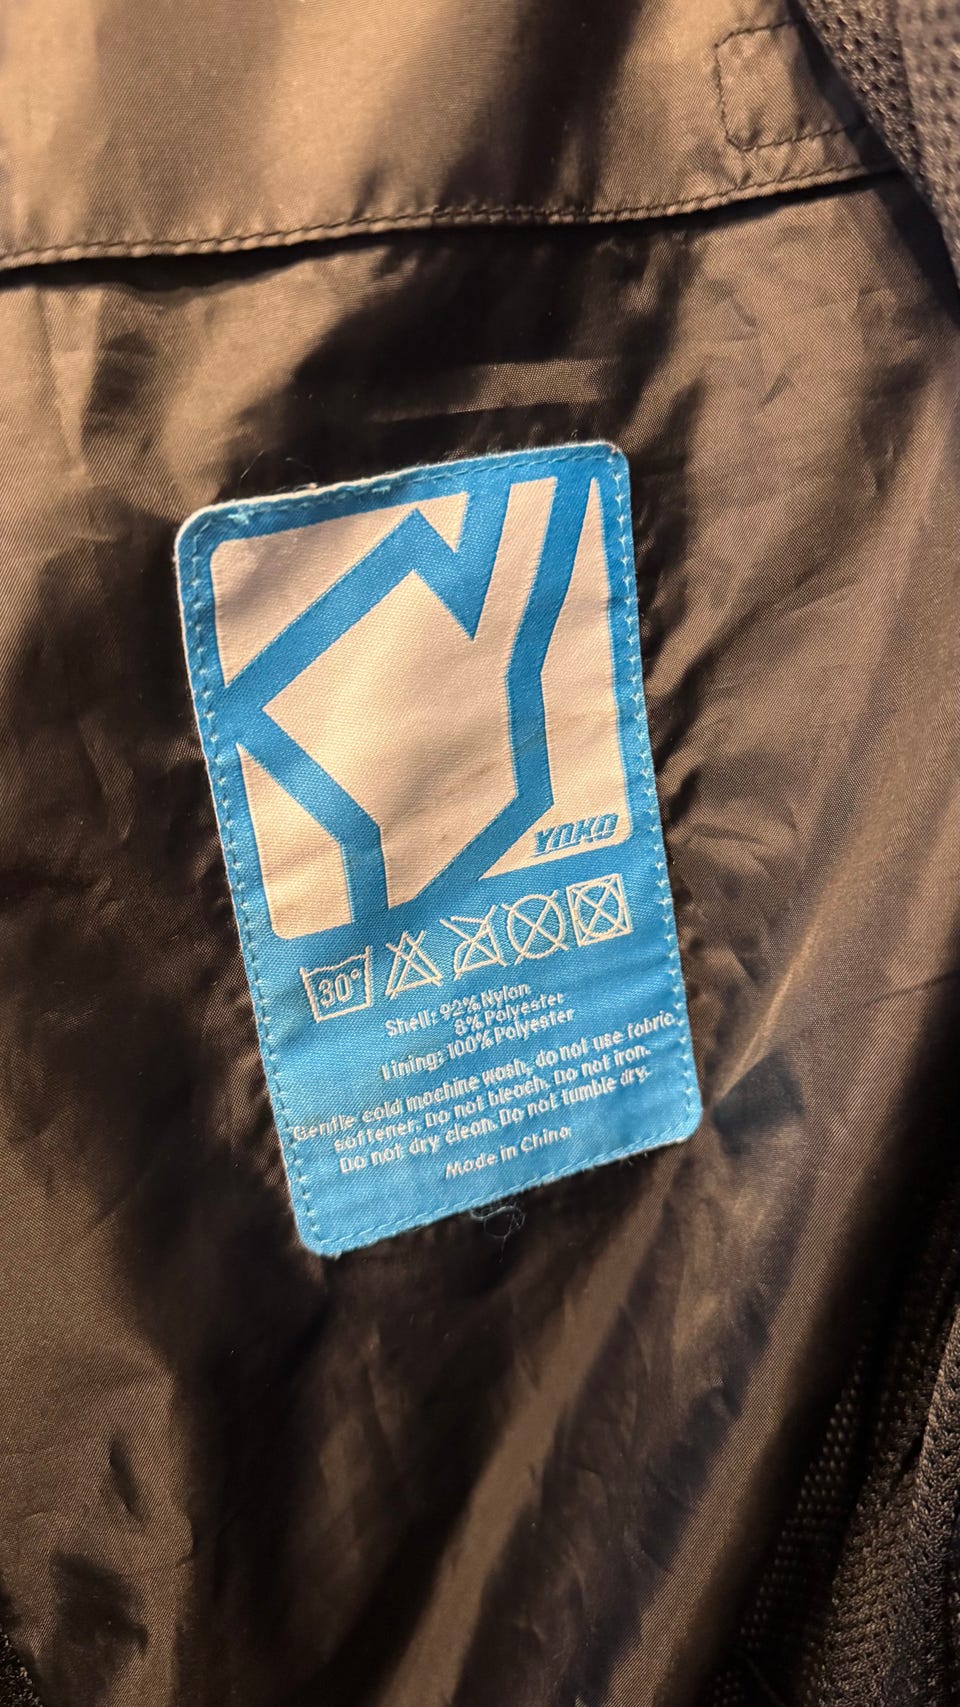 YOKO
30°
Shell: 92% Nylon
8% Polyester
Lining: 100% Polyester
Gentle cold machine wash, do not use fabric
softener. Do not bleach. Do not iron.
Do not dry clean. Do not tumble dry.
Made in China